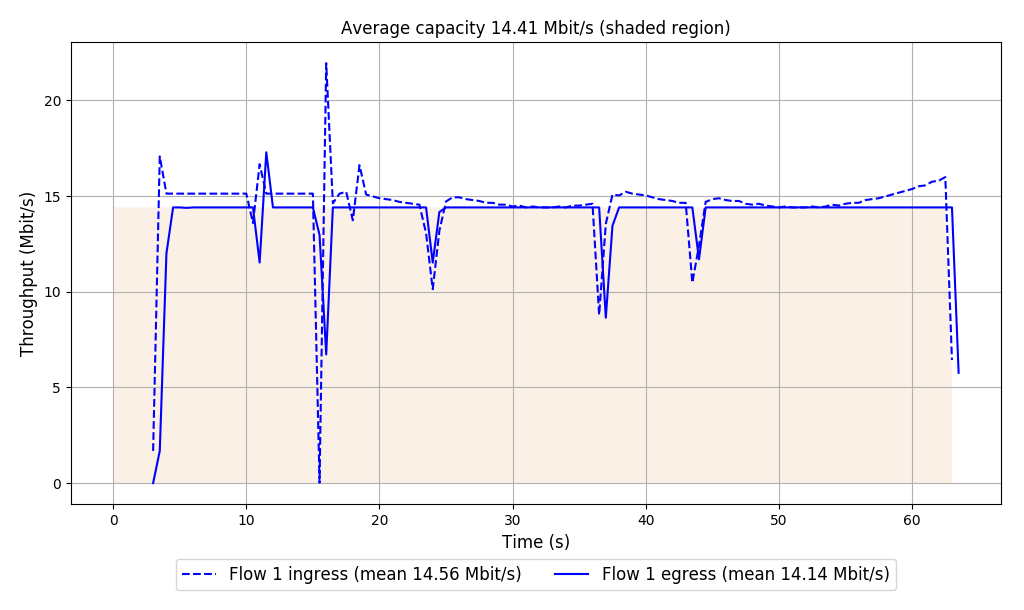 Average capacity 14.41 Mbit/s (shaded region)
Throughput (Mbit/s)
20
15
10
5
0
0 10 20 30 40 50 60
Time (s)
Flow 1 ingress (mean 14.56 Mbit/s) Flow 1 egress (mean 14.14 Mbit/s)